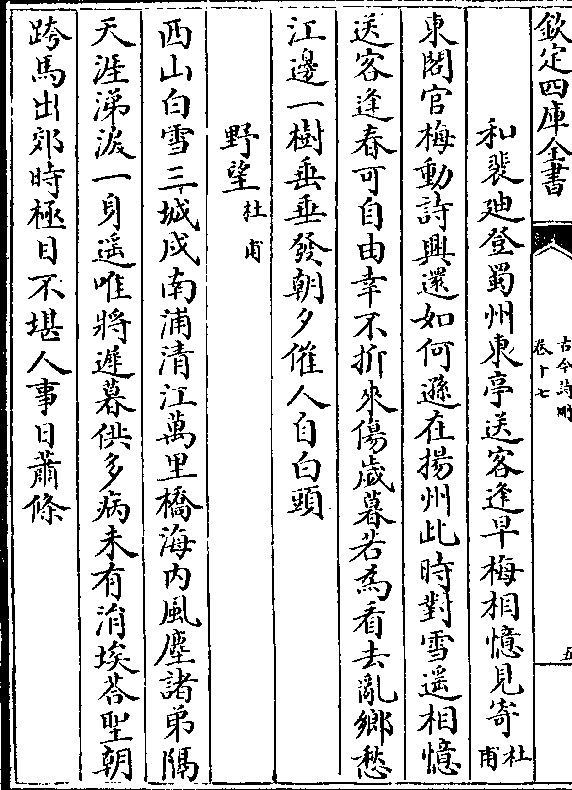 欽定四庫全書
古今詩刪
卷十七
五
和裴廸登蜀州東亭送客逢早梅相憶見寄杜甫
東閣官梅動詩興還如何遜在揚州此時對雪遥相憶
送客逢春可自由幸不折來傷歳暮若為看去亂鄉愁
江邊一樹垂垂發朝夕催人自白頭
野望杜甫
西山白雪三城戍南浦清江萬里橋海内風塵諸弟隔
天涯涕淚一身遥唯將遲暮供多病未有涓埃荅聖朝
跨馬出郊時極目不堪人事日蕭條